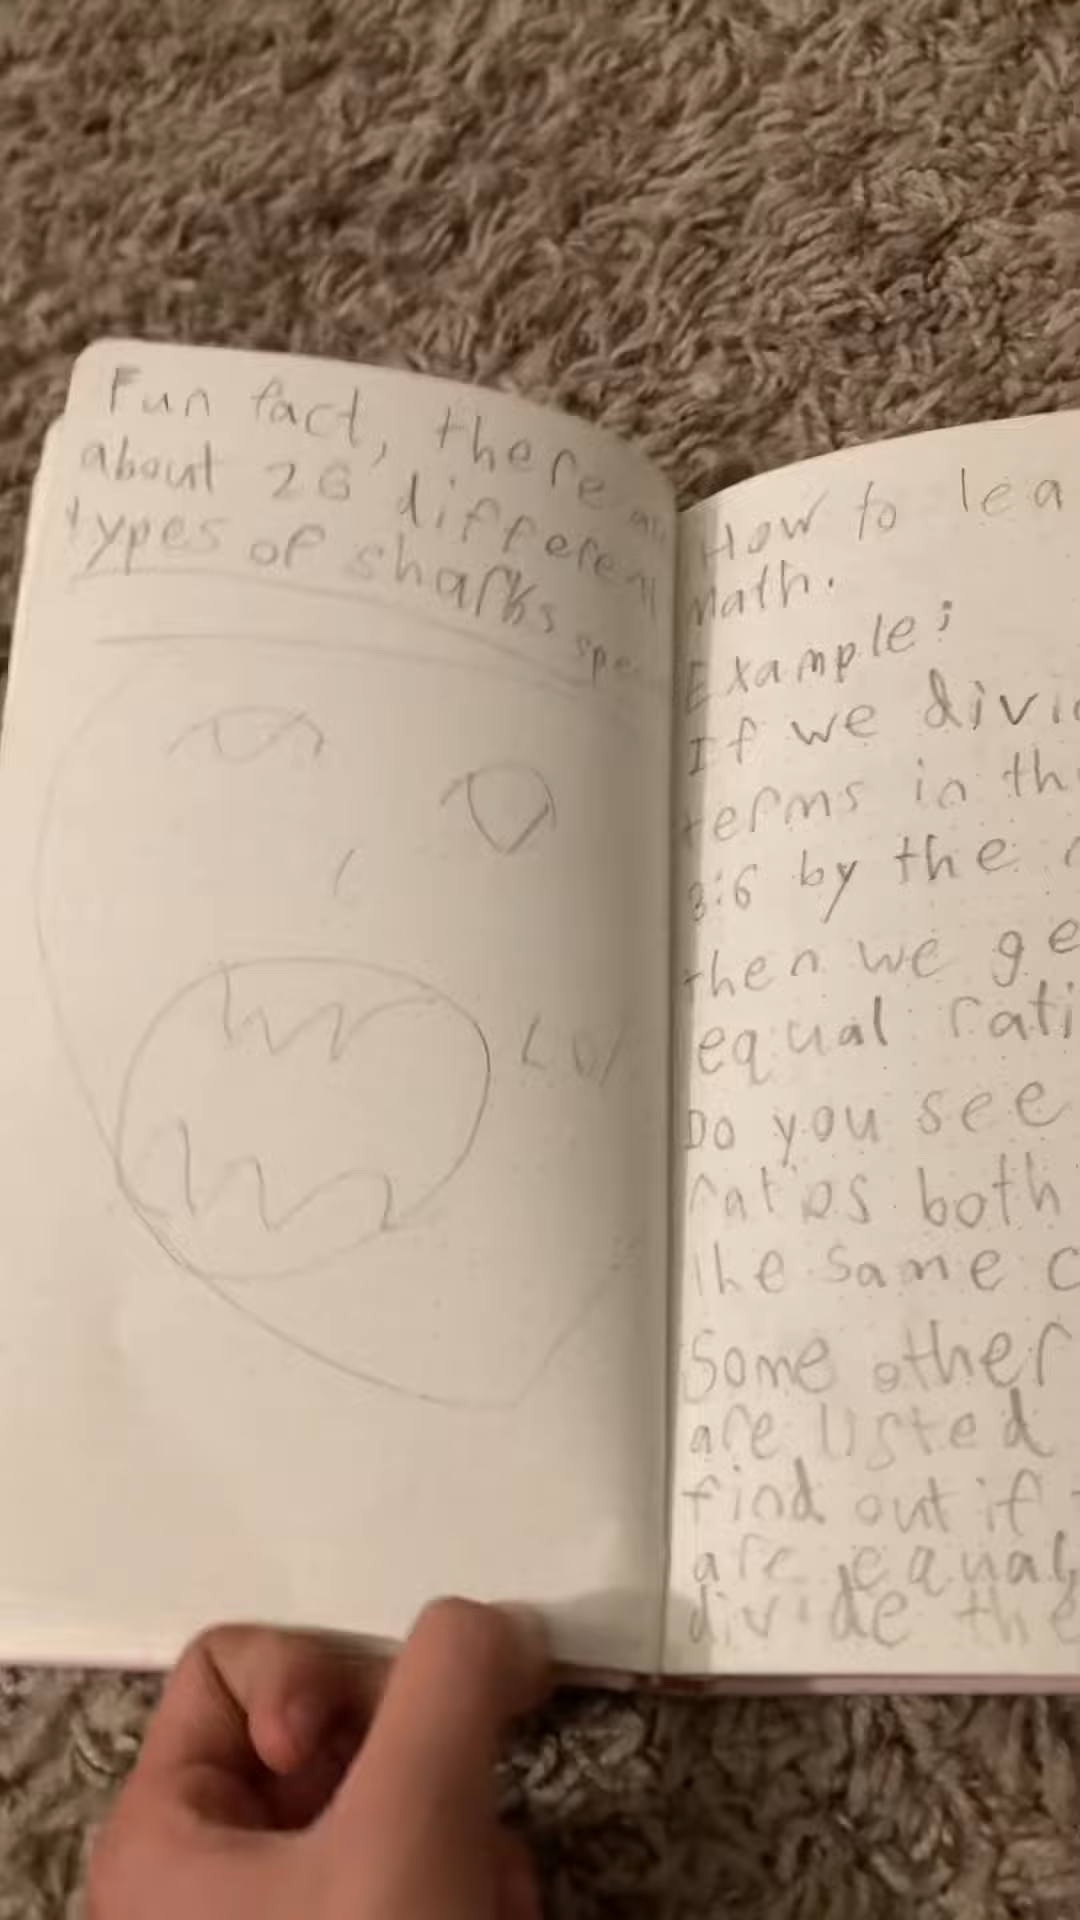 Fun fact, there are
about 26 different
types of sharks
How to lea
Math.
Example;
If we divi
terms in th
3:6 by the
then we ge
equal rati
Do you see
ratios both
the same c
Some other
are listed
find out if
are equal,
divide the